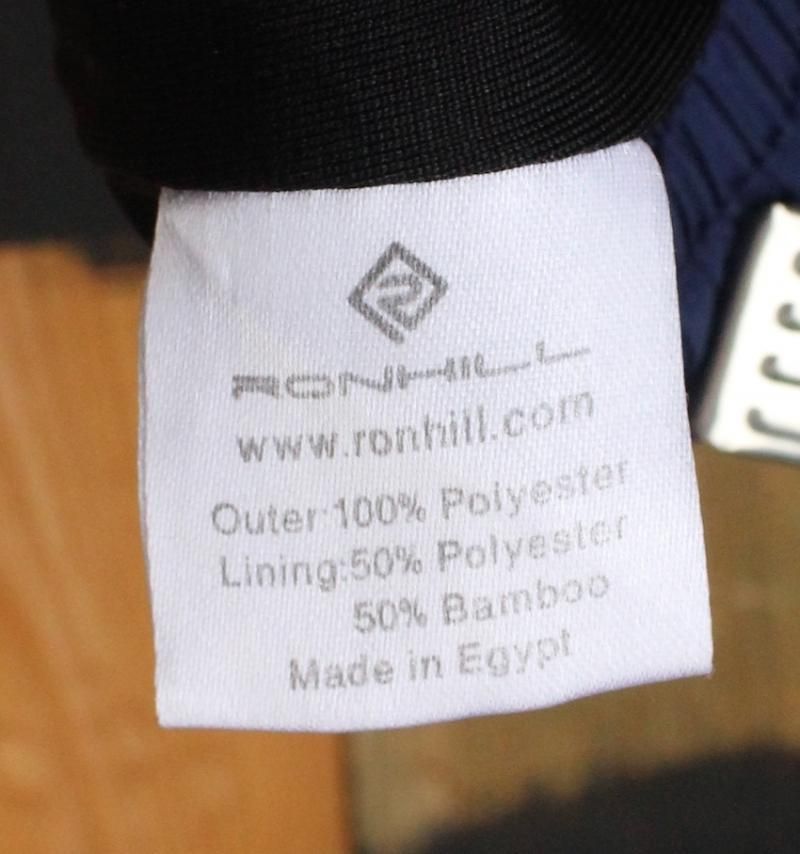 RONHILL
www.ronhill.com
Outer:100% Polyester
Lining:50% Polyester
50% Bamboo
Made in Egypt